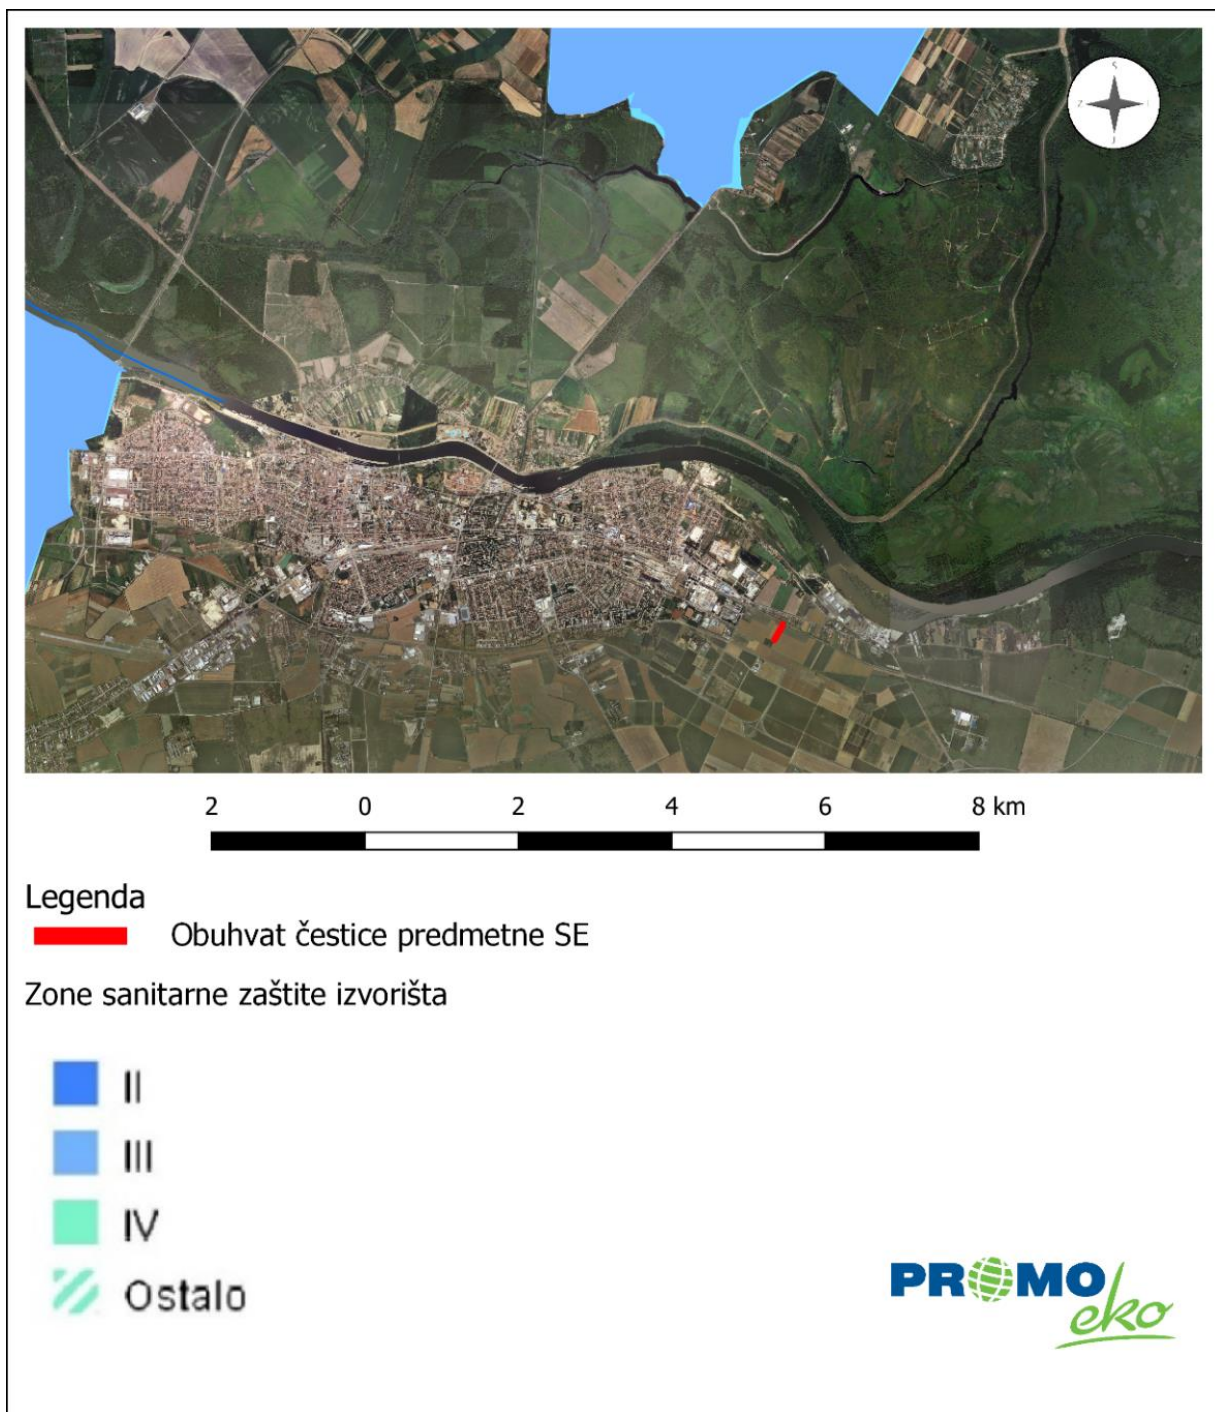 S
Z I
J
2 0 2 4 6 8 km
Legenda
Obuhvat čestice predmetne SE
Zone sanitarne zaštite izvorišta
II
III
IV
Ostalo
PROMO
eko